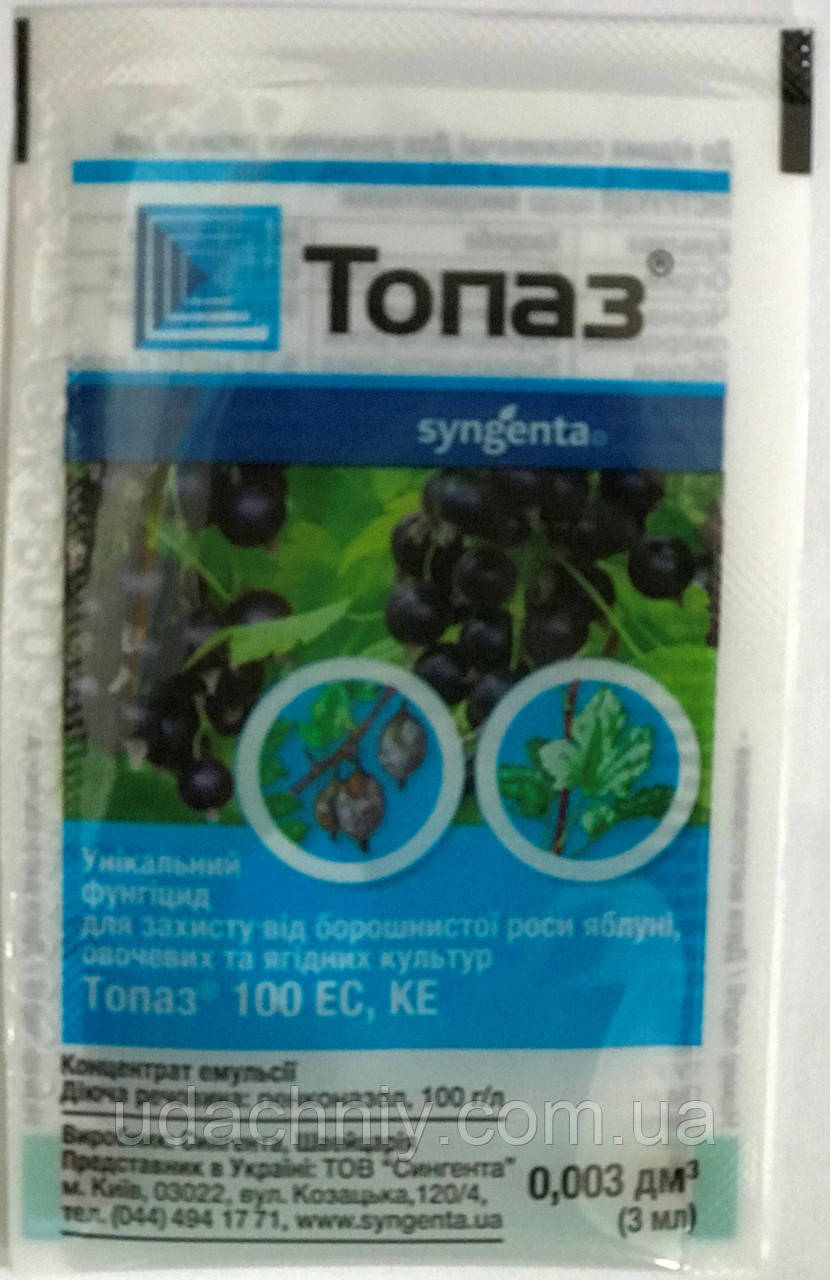 Топаз®
syngenta
Унікальний
фунгіцид
для захисту від борошнистої роси яблуні,
овочевих та ягідних культур
Топаз® 100 EC, КЕ
Концентрат емульсії
Діюча речовина: пенконазол, 100 г/л
udachniy.com.ua
Виробник: Сингента, Швейцарія
Представник в Україні: ТОВ "Сингента"
м. Київ, 03022, вул. Козацька,120/4,
тел. (044) 494 17 71, www.syngenta.ua
0,003 дм³
(3 мл)